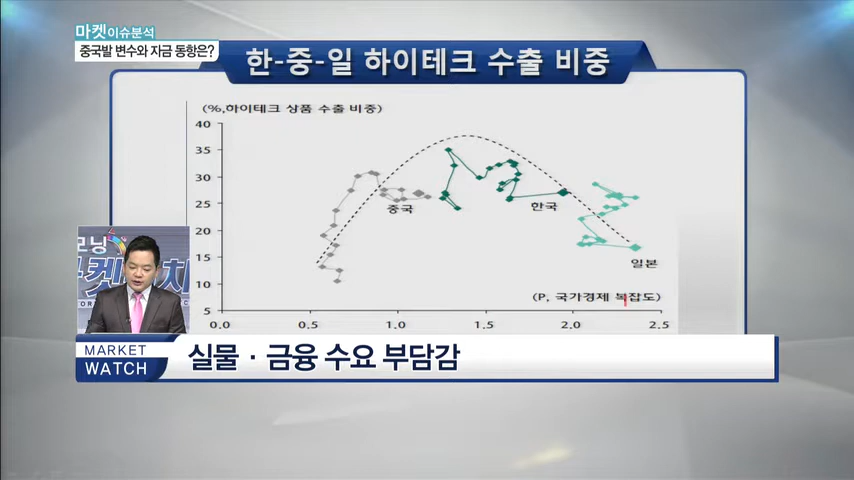 마켓이슈분석
중국발 변수와 자금 동향은?
한-중-일 하이테크 수출 비중
(%,하이테크 상품 수출 비중)
40
35
30
25
20
15
10
5
0.0 0.5 1.0 1.5 2.0 2.5
중국
한국
일본
(P, 국가경제 복잡도)
모닝
MARKET
WATCH
실물·금융 수요 부담감